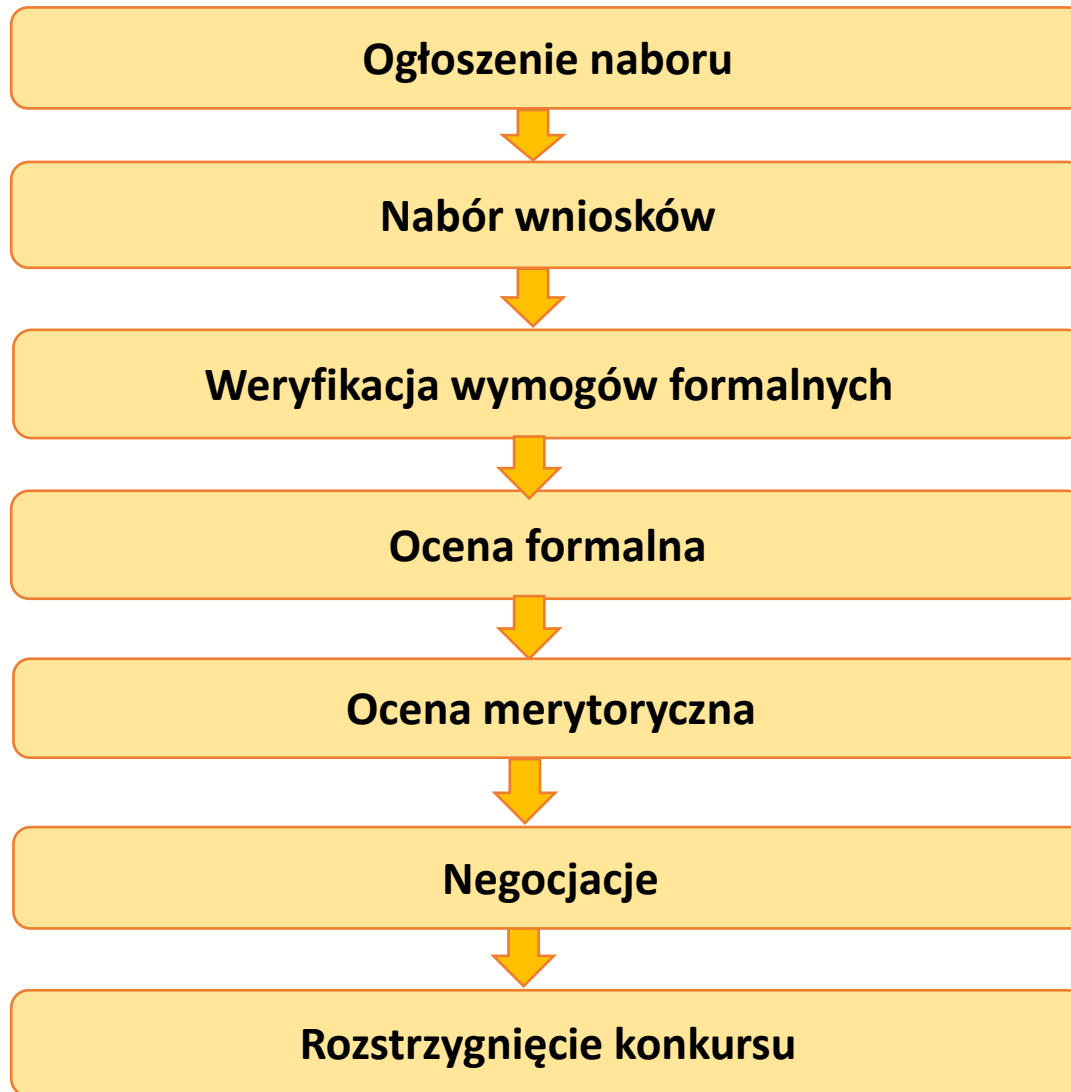 Ogłoszenie naboru
Nabór wniosków
Weryfikacja wymogów formalnych
Ocena formalna
Ocena merytoryczna
Negocjacje
Rozstrzygnięcie konkursu